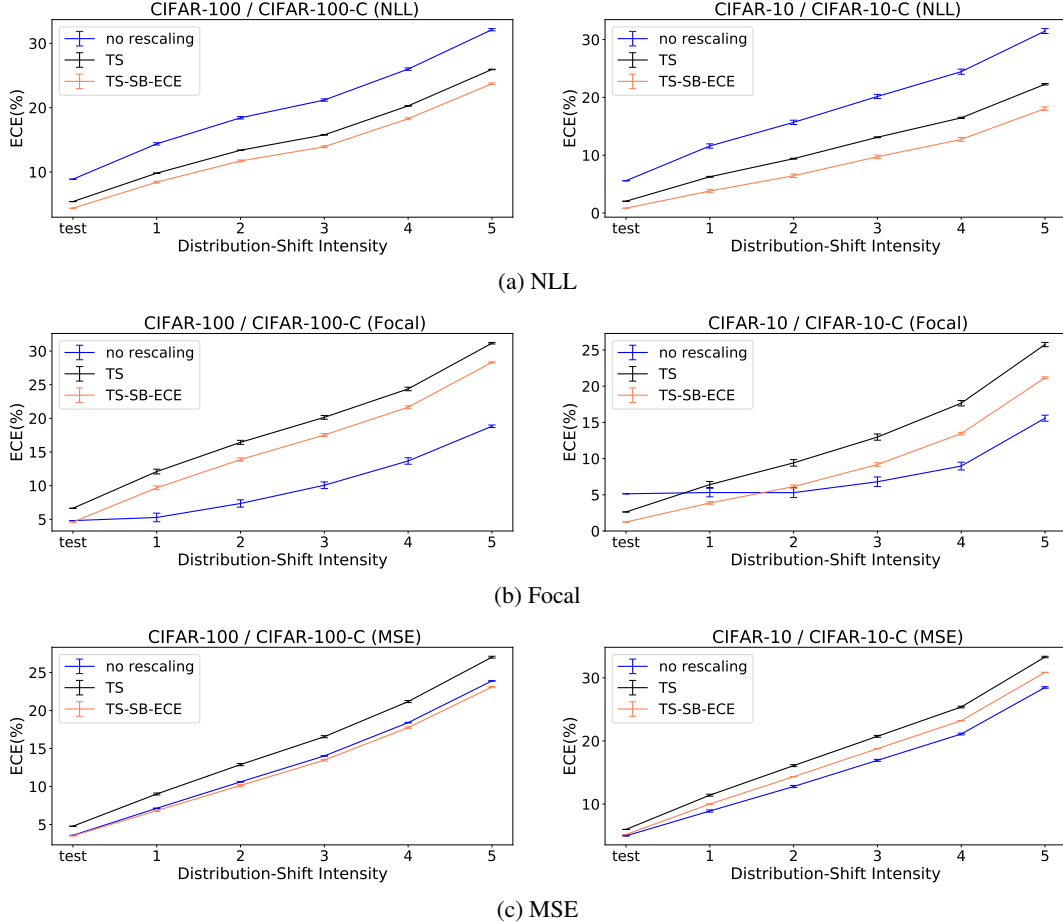 CIFAR-100 / CIFAR-100-C (NLL)
ECE(%)
30
20
10
no rescaling
TS
TS-SB-ECE
test 1 2 3 4 5
Distribution-Shift Intensity
CIFAR-10 / CIFAR-10-C (NLL)
ECE(%)
30
20
10
0
no rescaling
TS
TS-SB-ECE
test 1 2 3 4 5
Distribution-Shift Intensity
(a) NLL
CIFAR-100 / CIFAR-100-C (Focal)
ECE(%)
30
25
20
15
10
5
no rescaling
TS
TS-SB-ECE
test 1 2 3 4 5
Distribution-Shift Intensity
CIFAR-10 / CIFAR-10-C (Focal)
ECE(%)
25
20
15
10
5
0
no rescaling
TS
TS-SB-ECE
test 1 2 3 4 5
Distribution-Shift Intensity
(b) Focal
CIFAR-100 / CIFAR-100-C (MSE)
ECE(%)
25
20
15
10
5
no rescaling
TS
TS-SB-ECE
test 1 2 3 4 5
Distribution-Shift Intensity
CIFAR-10 / CIFAR-10-C (MSE)
ECE(%)
30
20
10
no rescaling
TS
TS-SB-ECE
test 1 2 3 4 5
Distribution-Shift Intensity
(c) MSE